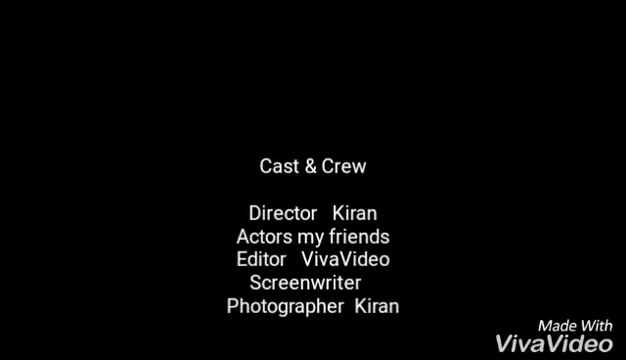 Cast & Crew
Director Kiran
Actors my friends
Editor VivaVideo
Screenwriter
Photographer Kiran
Made With
VivaVideo